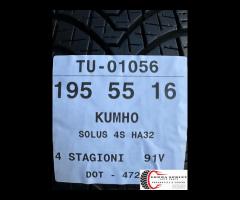 TU-01056
195 55 16
KUMHO
SOLUS 4S HA32
4 STAGIONI 91V
DOT - 472